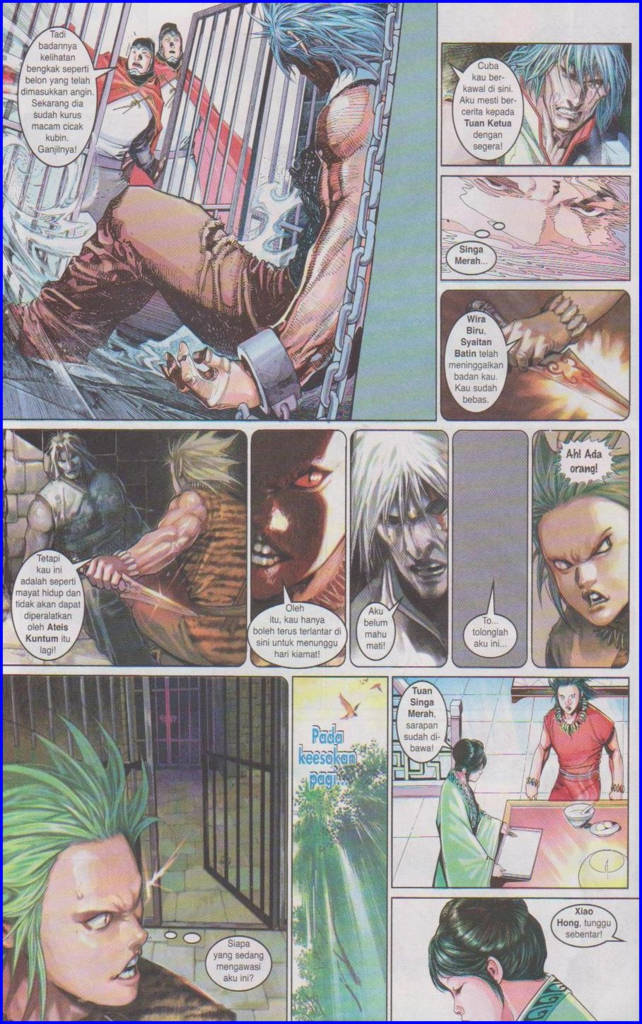 Tadi
badannya
kelihatan
bengkak seperti
belon yang telah
dimasukkan angin.
Sekarang dia
sudah kurus
macam cicak
kubin.
Ganjilnya!
Cuba
kau ber-
kawal di sini.
Aku mesti ber-
cerita kepada
Tuan Ketua
dengan
segera!
Singa
Merah...
Wira
Biru,
Syaitan
Batin telah
meninggalkan
badan kau.
Kau sudah
bebas.
Tetapi
kau ini
adalah seperti
mayat hidup dan
tidak akan dapat
diperalatkan
oleh Ateis
Kuntum itu
lagi!
Oleh
itu, kau hanya
boleh terus terlantar di
sini untuk menunggu
hari kiamat!
Aku
belum
mahu
mati!
To...
tolonglah
aku ini...
Ah! Ada
orang!
Siapa
yang sedang
mengawasi
aku ini?
Pada
keesokan
pagi...
Tuan
Singa
Merah,
sarapan
sudah di-
bawa!
Xiao
Hong, tunggu
sebentar!